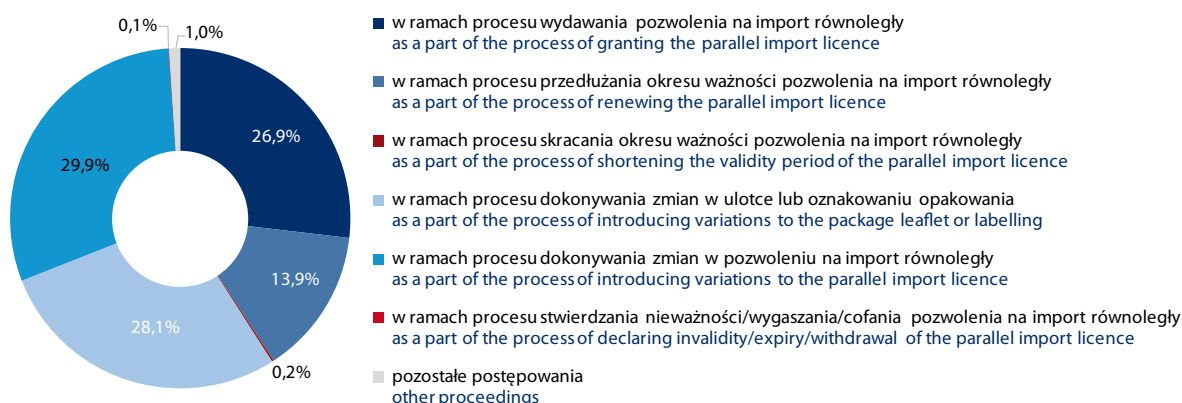 0,1%
1,0%
26,9%
29,9%
13,9%
28,1%
0,2%
w ramach procesu wydawania pozwolenia na import równoległy
as a part of the process of granting the parallel import licence
w ramach procesu przedłużania okresu ważności pozwolenia na import równoległy
as a part of the process of renewing the parallel import licence
w ramach procesu skracania okresu ważności pozwolenia na import równoległy
as a part of the process of shortening the validity period of the parallel import licence
w ramach procesu dokonywania zmian w ulotce lub oznakowaniu opakowania
as a part of the process of introducing variations to the package leaflet or labelling
w ramach procesu dokonywania zmian w pozwoleniu na import równoległy
as a part of the process of introducing variations to the parallel import licence
w ramach procesu stwierdzania nieważności/wygaszania/cofania pozwolenia na import równoległy
as a part of the process of declaring invalidity/expiry/withdrawal of the parallel import licence
pozostałe postępowania
other proceedings